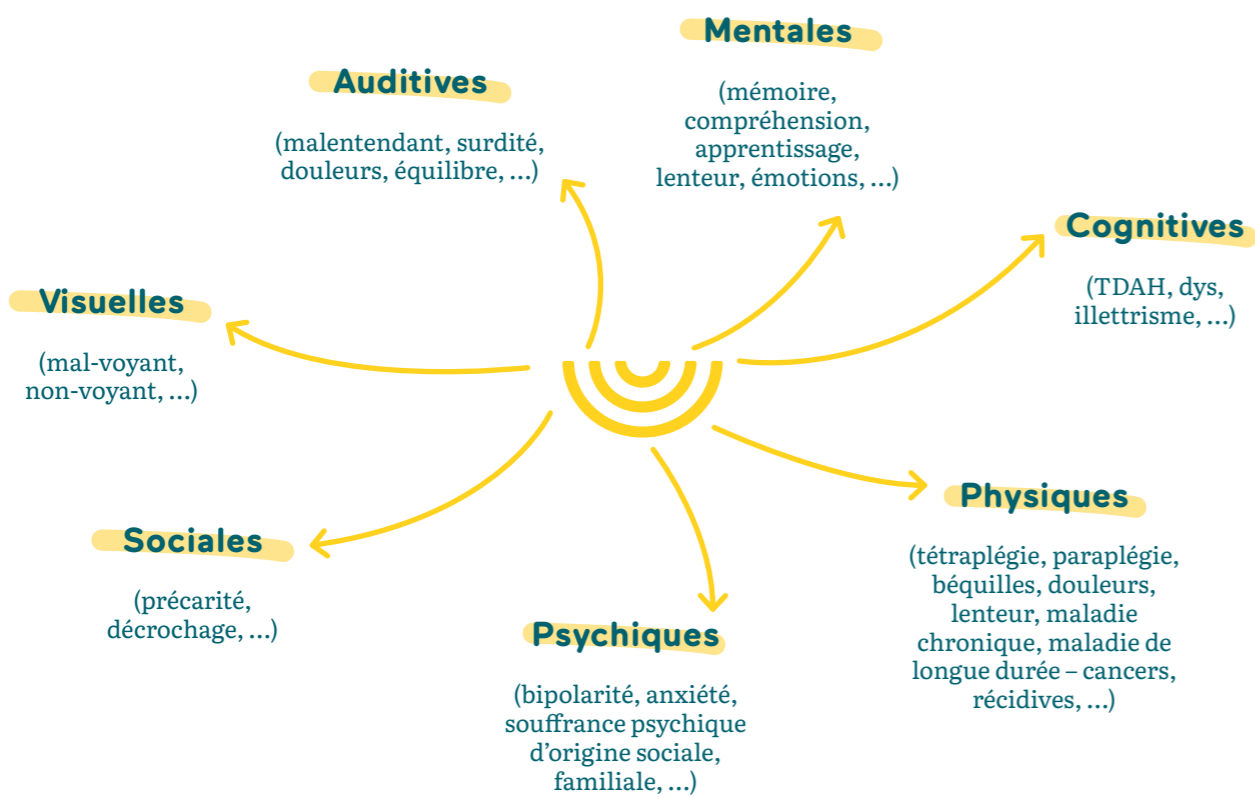 Mentales
(mémoire,
compréhension,
apprentissage,
lenteur, émotions, ...)
Auditives
(malentendant, surdité,
douleurs, équilibre, ...)
Cognitives
(TDAH, dys,
illettrisme, ...)
Visuelles
(mal-voyant,
non-voyant, ...)
Physiques
(tétraplégie, paraplégie,
béquilles, douleurs,
lenteur, maladie
chronique, maladie de
longue durée – cancers,
récidives, ...)
Sociales
(précarité,
décrochage, ...)
Psychiques
(bipolarité, anxiété,
souffrance psychique
d’origine sociale,
familiale, ...)